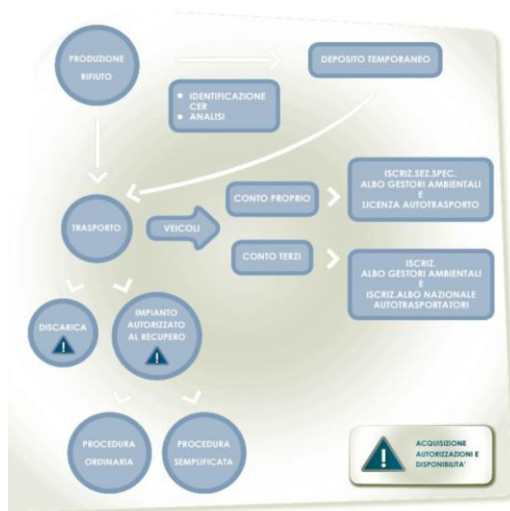 PRODUZIONE
RIFIUTO
DEPOSITO TEMPORANEO
• IDENTIFICAZIONE
CER
• ANALISI
TRASPORTO
VEICOLI
CONTO PROPRIO
ISCRIZ.SEZ.SPEC.
ALBO GESTORI AMBIENTALI
E
LICENZA AUTOTRASPORTO
CONTO TERZI
ISCRIZ.
ALBO GESTORI AMBIENTALI
E
ISCRIZ.ALBO NAZIONALE
AUTOTRASPORTATORI
DISCARICA
!
IMPIANTO
AUTORIZZATO
AL RECUPERO
!
PROCEDURA
ORDINARIA
PROCEDURA
SEMPLIFICATA
!
ACQUISIZIONE
AUTORIZZAZIONI E
DISPONIBILITA'